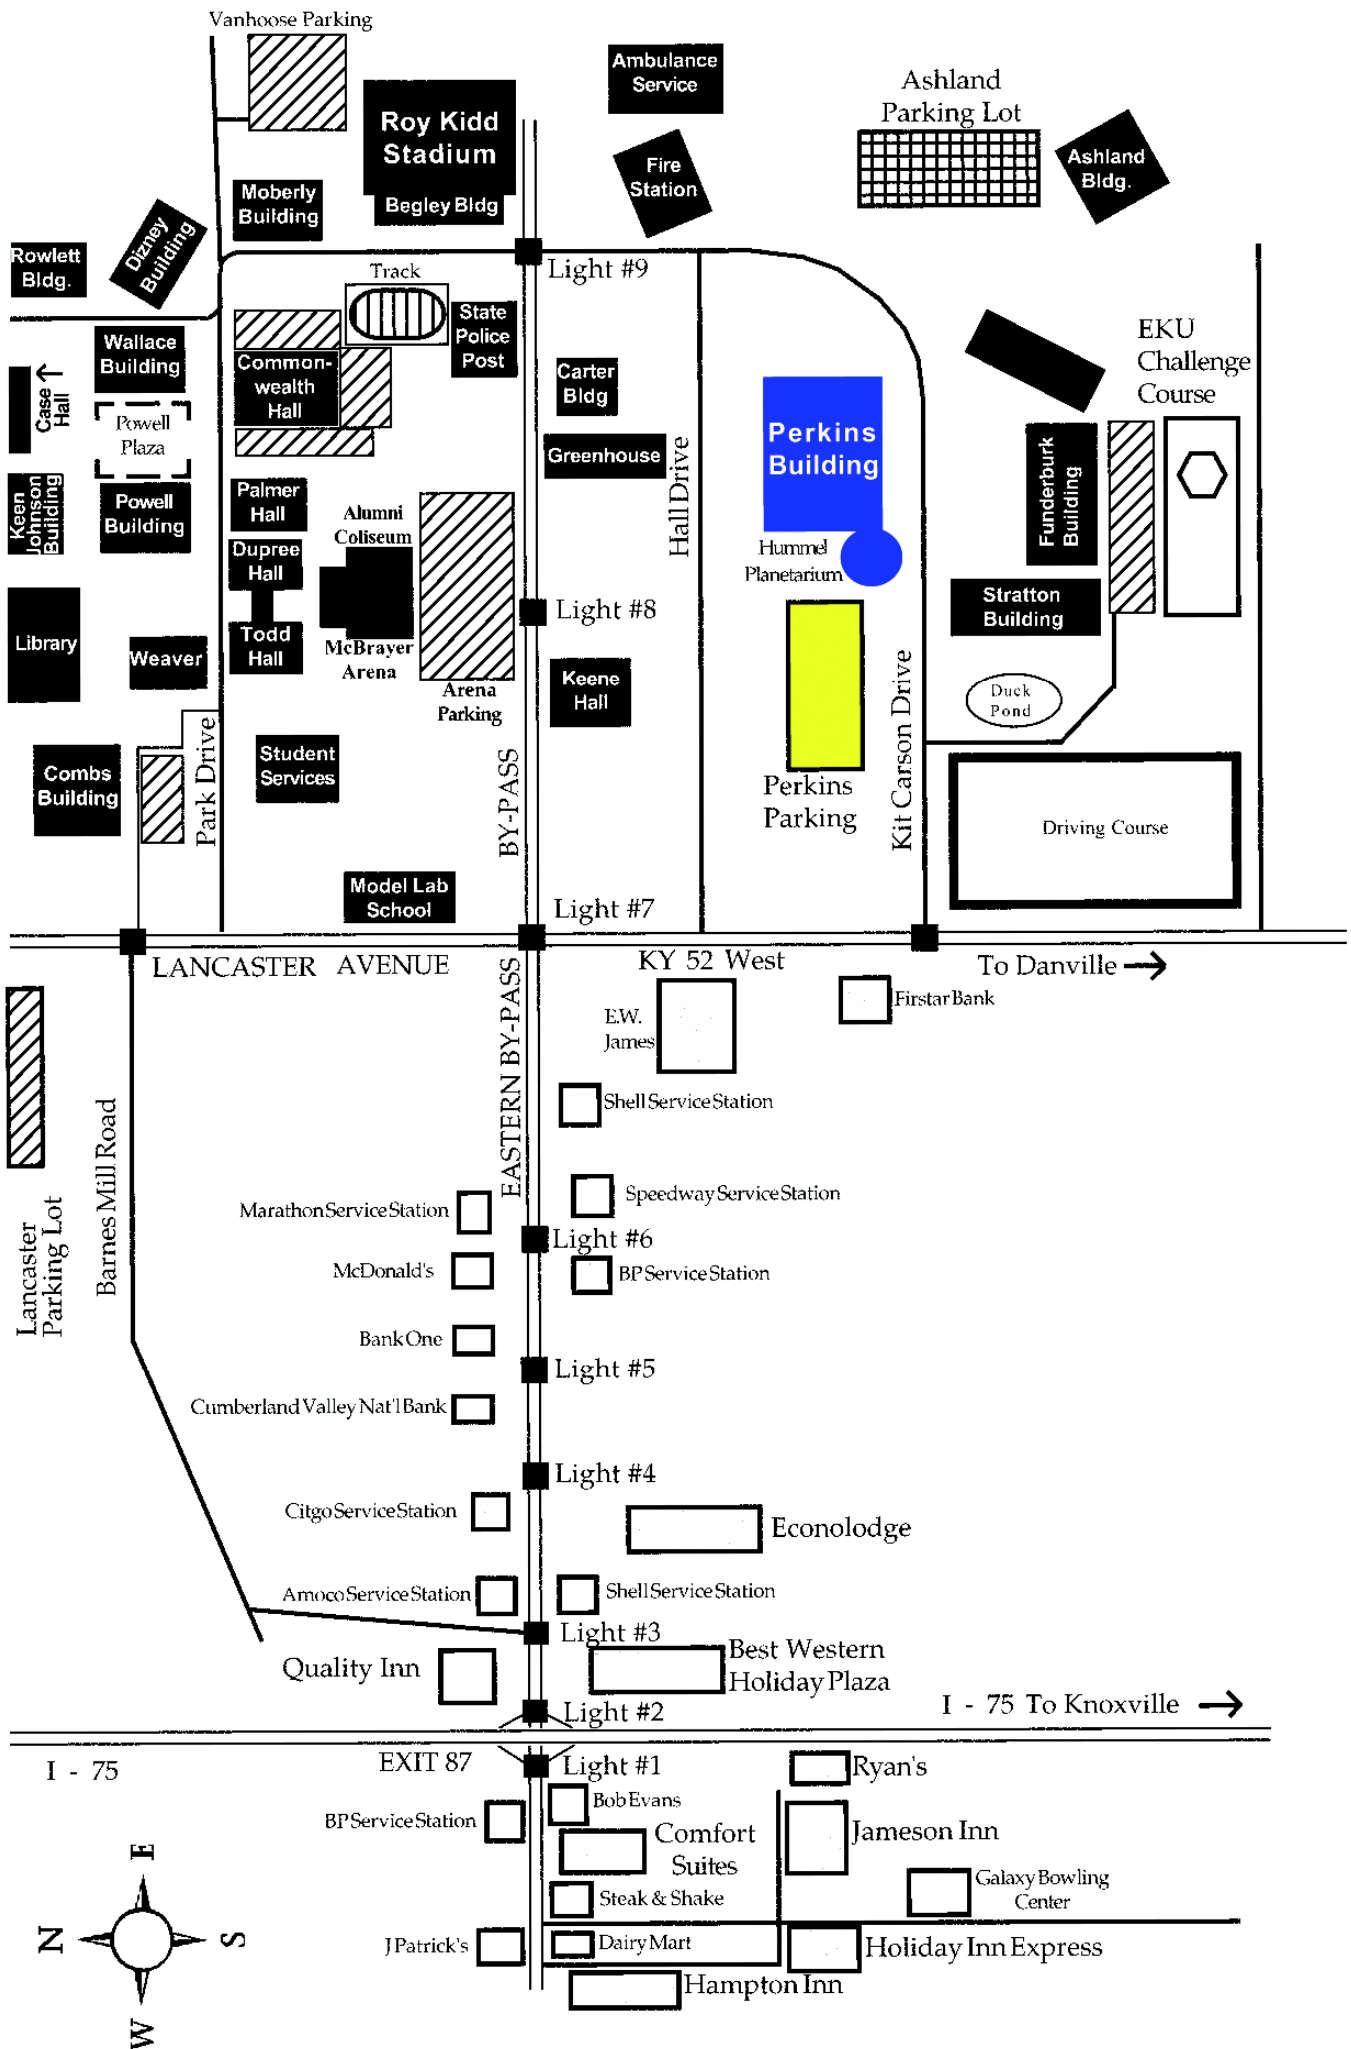 Vanhoose Parking
Ambulance
Service
Ashland
Parking Lot
Roy Kidd
Stadium
Begley Bldg
Fire
Station
Ashland
Bldg.
Moberly
Building
Dizney
Building
Rowlett
Bldg.
Light #9
Track
State
Police
Post
Wallace
Building
Common-
wealth
Hall
Case
Hall
Powell
Plaza
Carter
Bldg
Greenhouse
Hall Drive
Perkins
Building
EKU
Challenge
Course
Funderburk
Building
Keen
Johnson
Building
Powell
Building
Palmer
Hall
Alumni
Coliseum
Dupree
Hall
Hummel
Planetarium
Light #8
Stratton
Building
Library
Weaver
Todd
Hall
McBrayer
Arena
Arena
Parking
Keene
Hall
Duck
Pond
Combs
Building
Park Drive
Student
Services
BY-PASS
Perkins
Parking
Kit Carson Drive
Driving Course
Model Lab
School
Light #7
LANCASTER AVENUE
KY 52 West
To Danville
EASTERN BY-PASS
E.W.
James
Firstar Bank
Shell Service Station
Lancaster
Parking Lot
Barnes Mill Road
Marathon Service Station
Speedway Service Station
Light #6
McDonald's
BP Service Station
Bank One
Light #5
Cumberland Valley Nat'l Bank
Light #4
Citgo Service Station
Econolodge
Amoco Service Station
Shell Service Station
Light #3
Quality Inn
Best Western
Holiday Plaza
Light #2
I - 75 To Knoxville
I - 75
EXIT 87
Light #1
Ryan's
Bob Evans
BP Service Station
Comfort
Suites
Jameson Inn
Steak & Shake
Galaxy Bowling
Center
J Patrick's
Dairy Mart
Holiday Inn Express
Hampton Inn
E
N
S
W